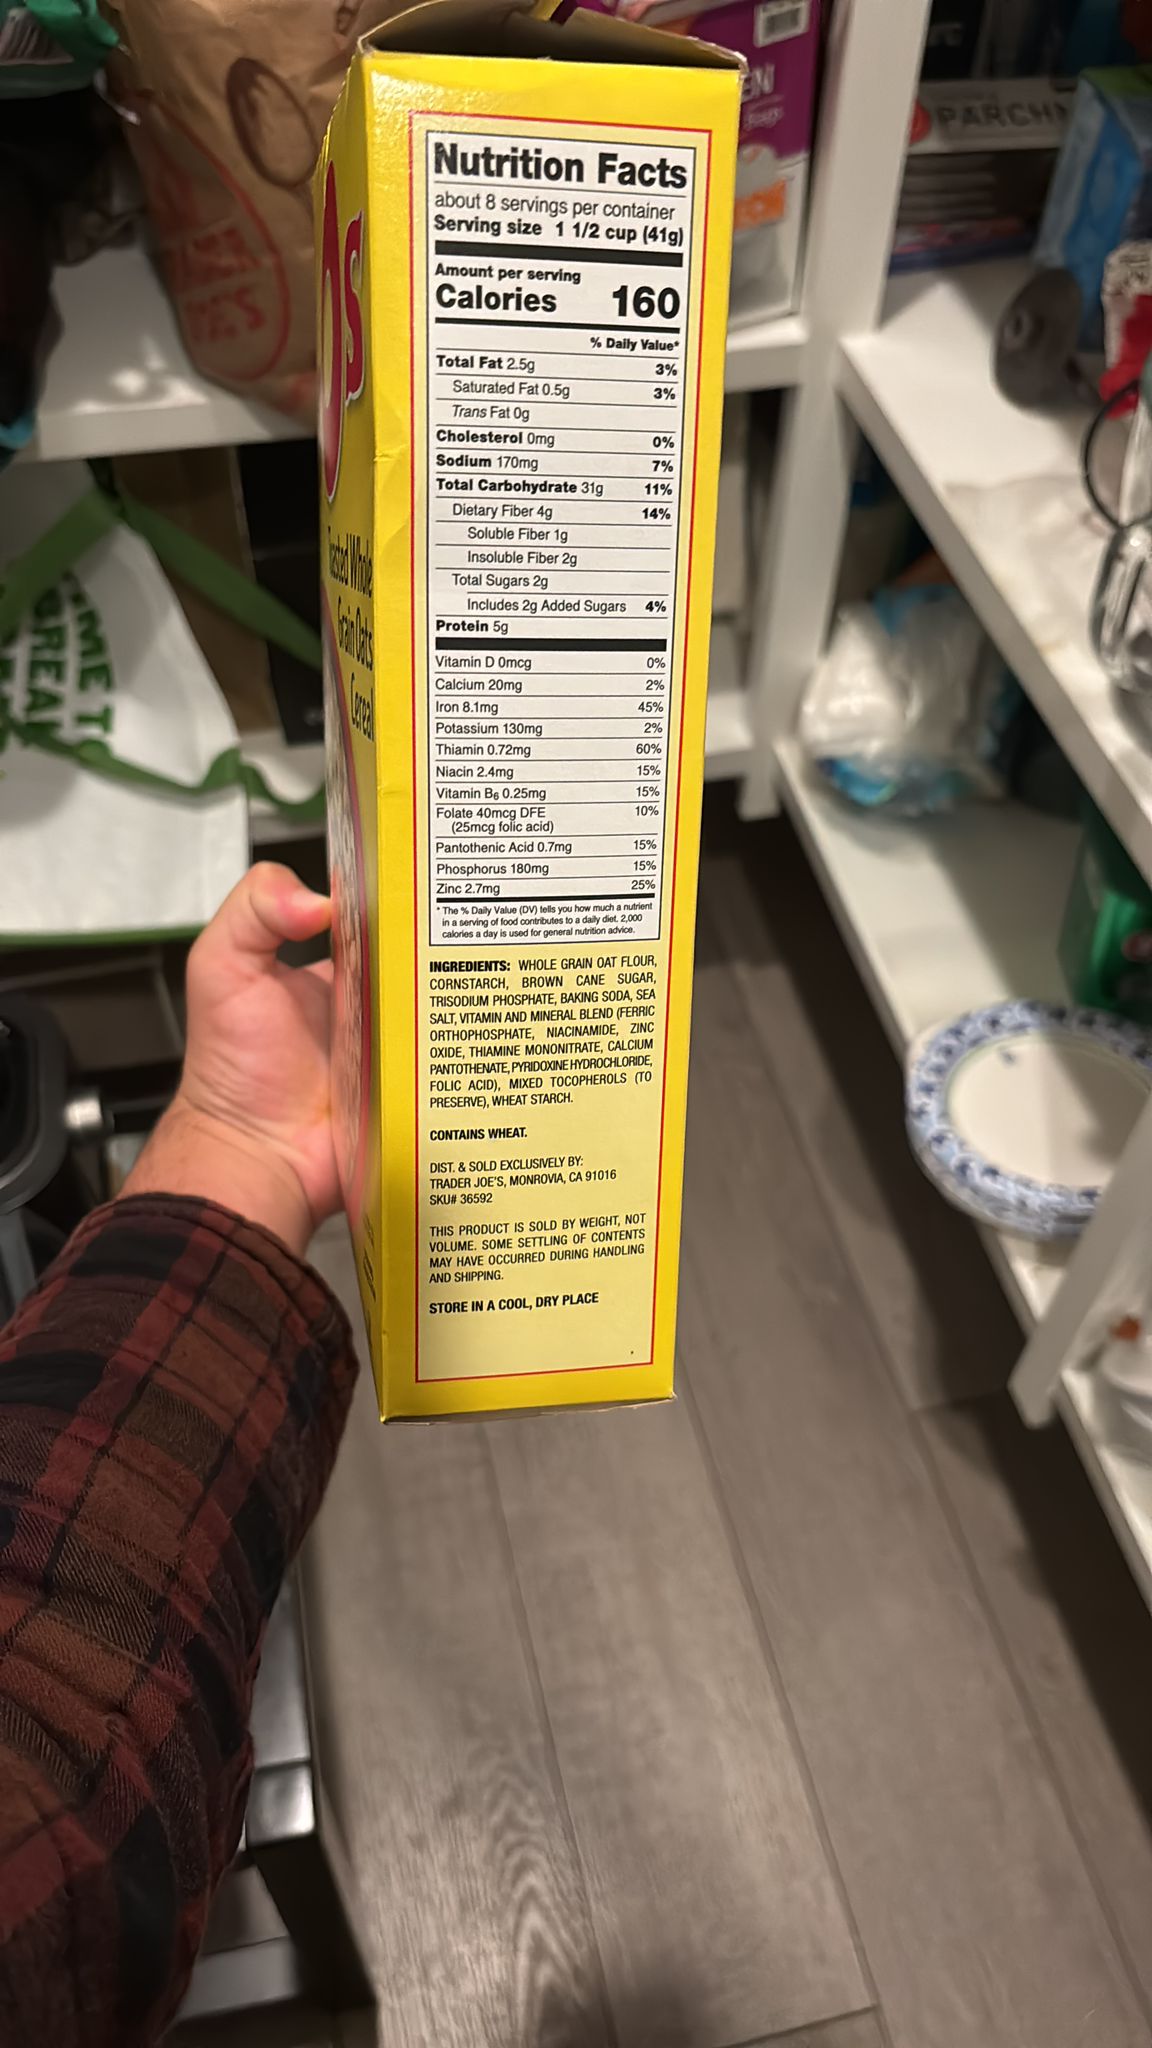 Nutrition Facts
about 8 servings per container
Serving size 1 1/2 cup (41g)
Amount per serving
Calories 160
% Daily Value*
Total Fat 2.5g 3%
Saturated Fat 0.5g 3%
Trans Fat 0g
Cholesterol 0mg 0%
Sodium 170mg 7%
Total Carbohydrate 31g 11%
Dietary Fiber 4g 14%
Soluble Fiber 1g
Insoluble Fiber 2g
Total Sugars 2g
Includes 2g Added Sugars 4%
Protein 5g
Vitamin D 0mcg 0%
Calcium 20mg 2%
Iron 8.1mg 45%
Potassium 130mg 2%
Thiamin 0.72mg 60%
Niacin 2.4mg 15%
Vitamin B6 0.25mg 15%
Folate 40mcg DFE 10%
(25mcg folic acid)
Pantothenic Acid 0.7mg 15%
Phosphorus 180mg 15%
Zinc 2.7mg 25%
* The % Daily Value (DV) tells you how much a nutrient
in a serving of food contributes to a daily diet. 2,000
calories a day is used for general nutrition advice.
INGREDIENTS: WHOLE GRAIN OAT FLOUR,
CORNSTARCH, BROWN CANE SUGAR,
TRISODIUM PHOSPHATE, BAKING SODA, SEA
SALT, VITAMIN AND MINERAL BLEND (FERRIC
ORTHOPHOSPHATE, NIACINAMIDE, ZINC
OXIDE, THIAMINE MONONITRATE, CALCIUM
PANTOTHENATE, PYRIDOXINE HYDROCHLORIDE,
FOLIC ACID), MIXED TOCOPHEROLS (TO
PRESERVE), WHEAT STARCH.
CONTAINS WHEAT.
DIST. & SOLD EXCLUSIVELY BY:
TRADER JOE'S, MONROVIA, CA 91016
SKU# 36592
THIS PRODUCT IS SOLD BY WEIGHT, NOT
VOLUME. SOME SETTLING OF CONTENTS
MAY HAVE OCCURRED DURING HANDLING
AND SHIPPING.
STORE IN A COOL, DRY PLACE
Os
Toasted Whole
Grain Oats
Cereal
PARCHM